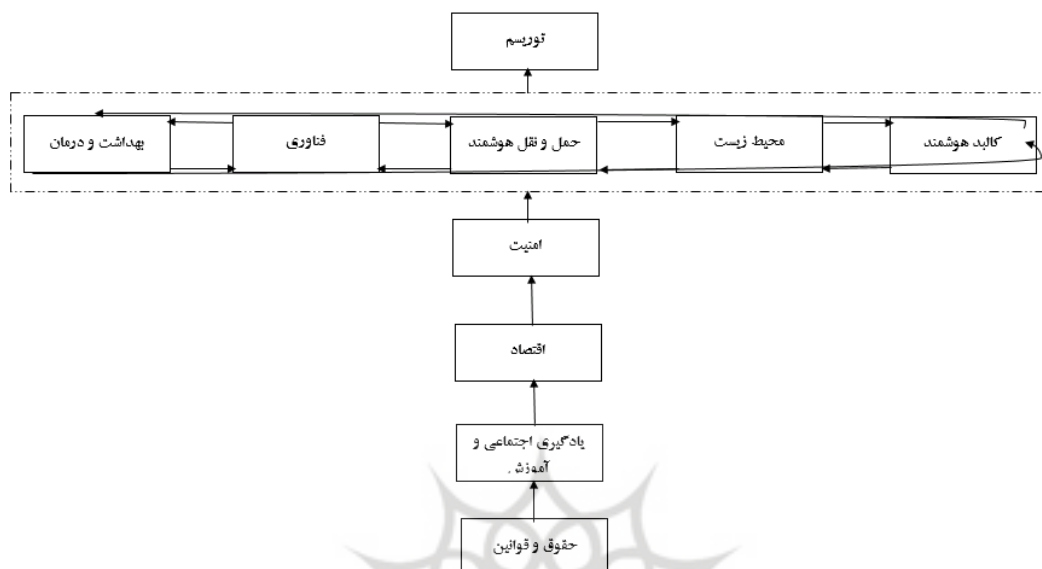 توریسم
کالبد هوشمند
محیط زیست
حمل و نقل هوشمند
فناوری
بهداشت و درمان
امنیت
اقتصاد
یادگیری اجتماعی و
آموزش
حقوق و قوانین